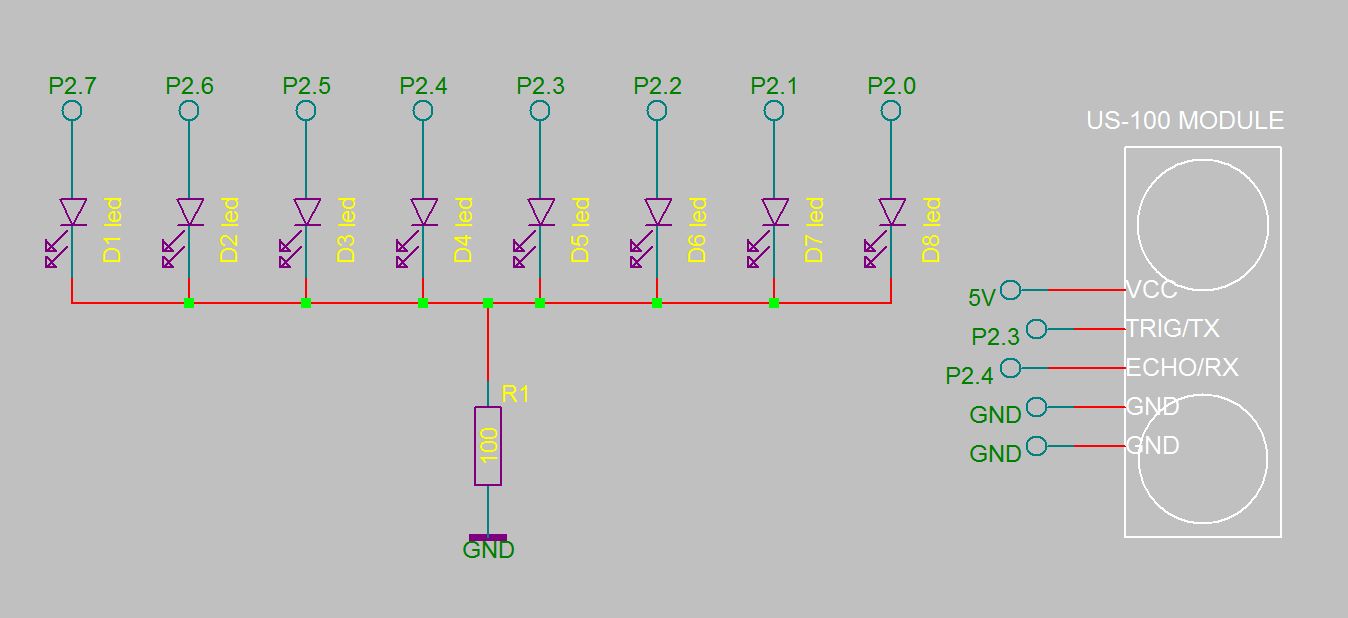 P2.7 P2.6 P2.5 P2.4 P2.3 P2.2 P2.1 P2.0
US-100 MODULE
D1 led
D2 led
D3 led
D4 led
D5 led
D6 led
D7 led
D8 led
5V VCC
P2.3 TRIG/TX
P2.4 ECHO/RX
GND GND
GND GND
R1
100
GND